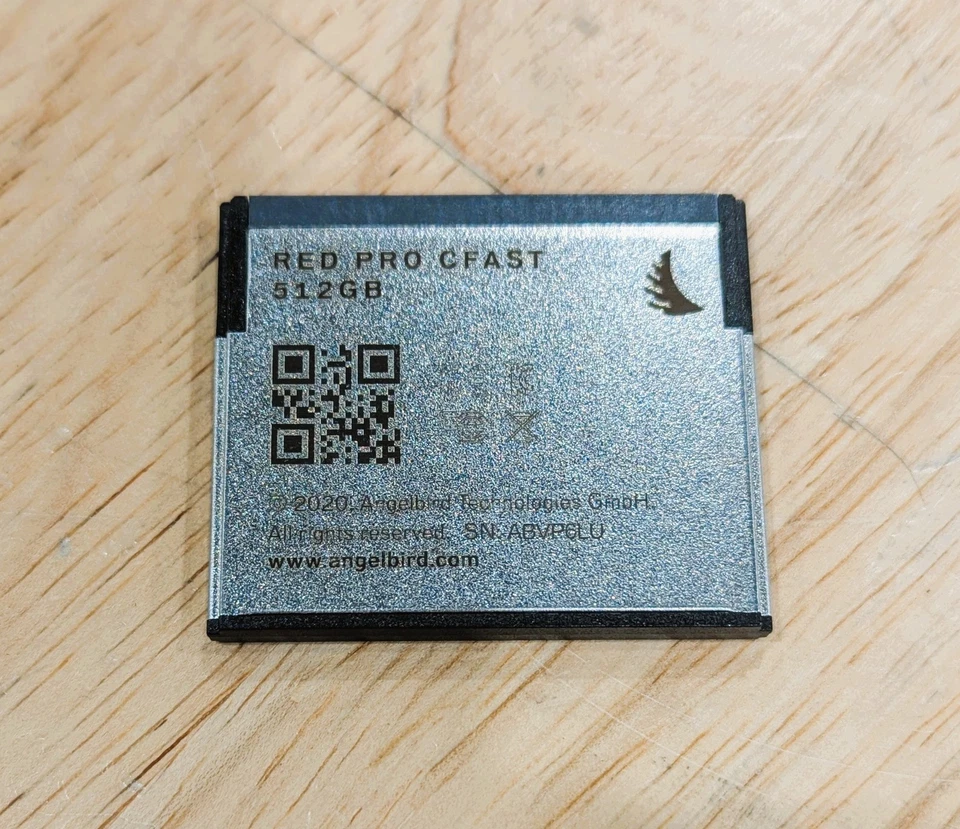 RED PRO CFAST
512GB
© 2020. Angelbird Technologies GmbH.
All rights reserved. SN: ABVP6LU
www.angelbird.com